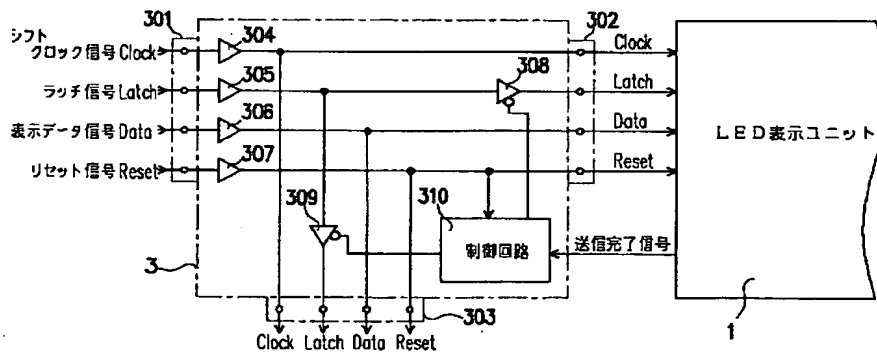 301
302
シフト
クロック信号 Clock
304
Clock
ラッチ信号 Latch
305
308
Latch
表示データ信号 Data
306
Data
LED表示ユニット
リセット信号 Reset
307
Reset
309
310
制御回路
送信完了信号
3
303
1
Clock Latch Data Reset